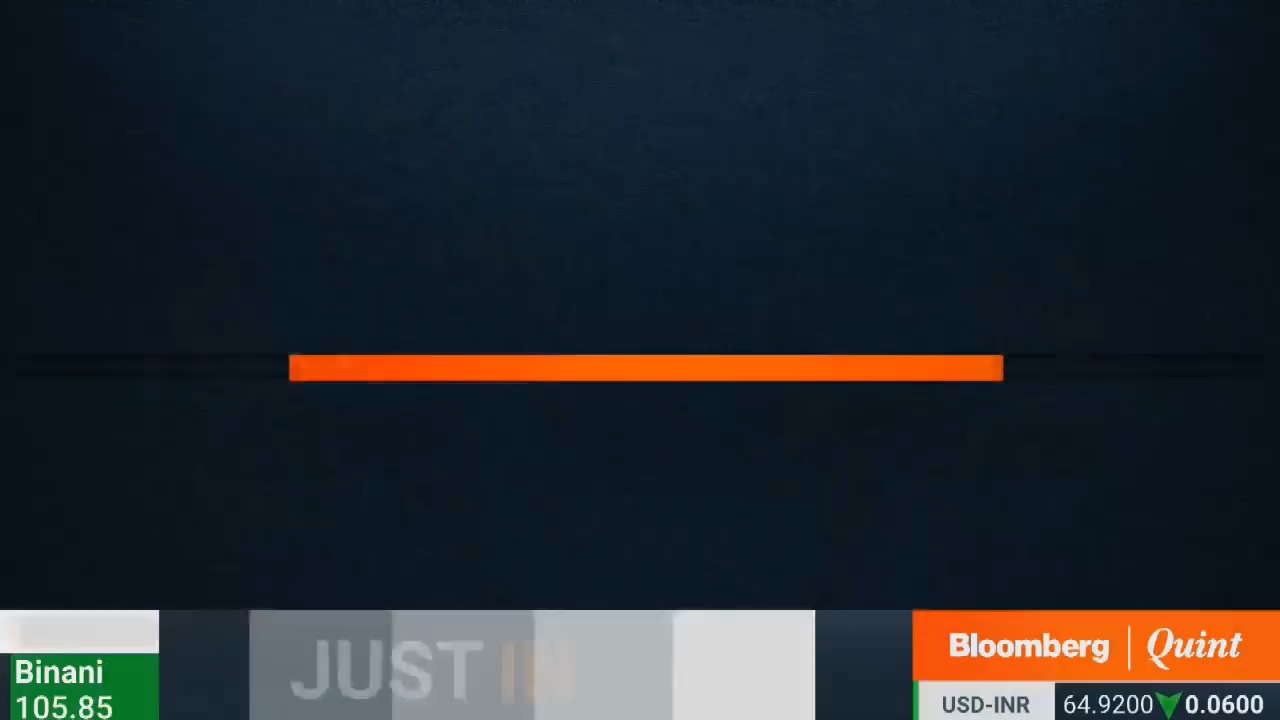 JUST IN
Bloomberg | Quint
Binani
105.85
USD-INR 64.9200 0.0600